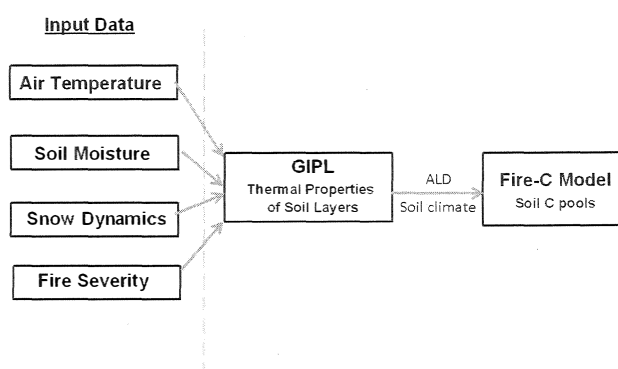 Input Data
Air Temperature
Soil Moisture
Snow Dynamics
Fire Severity
GIPL
Thermal Properties
of Soil Layers
ALD
Soil climate
Fire-C Model
Soil C pools